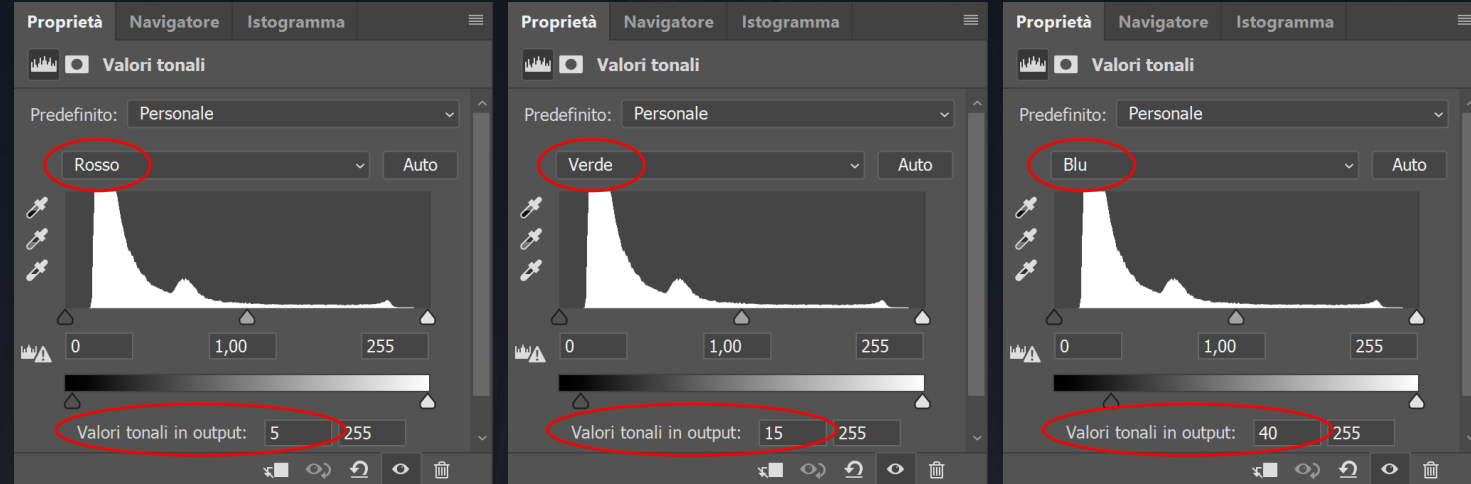 Proprietà Navigatore Istogramma
Valori tonali
Predefinito: Personale
Rosso Auto
0 1,00 255
Valori tonali in output: 5 255
Proprietà Navigatore Istogramma
Valori tonali
Predefinito: Personale
Verde Auto
0 1,00 255
Valori tonali in output: 15 255
Proprietà Navigatore Istogramma
Valori tonali
Predefinito: Personale
Blu Auto
0 1,00 255
Valori tonali in output: 40 255